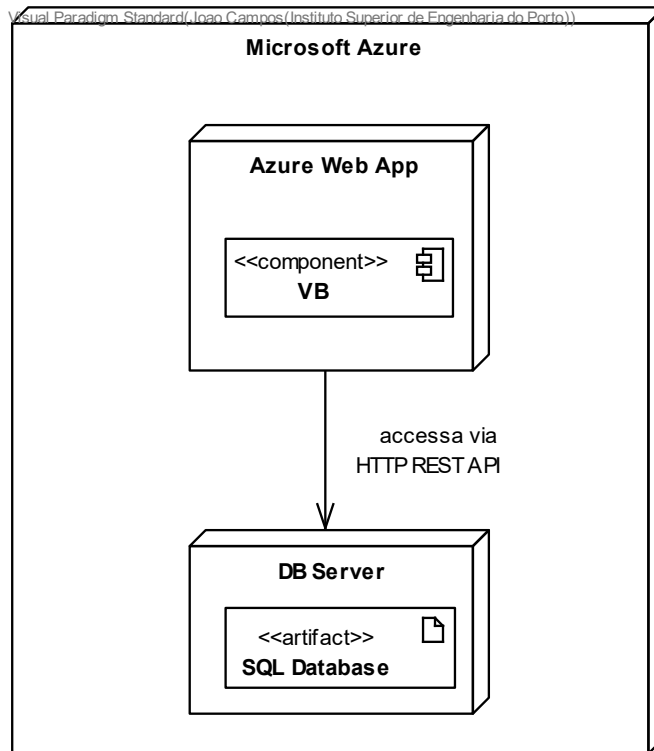 Visual Paradigm Standard(Joao Campos(Instituto Superior de Engenharia do Porto))
Microsoft Azure
Azure Web App
<<component>>
VB
accessa via
HTTP REST API
DB Server
<<artifact>>
SQL Database